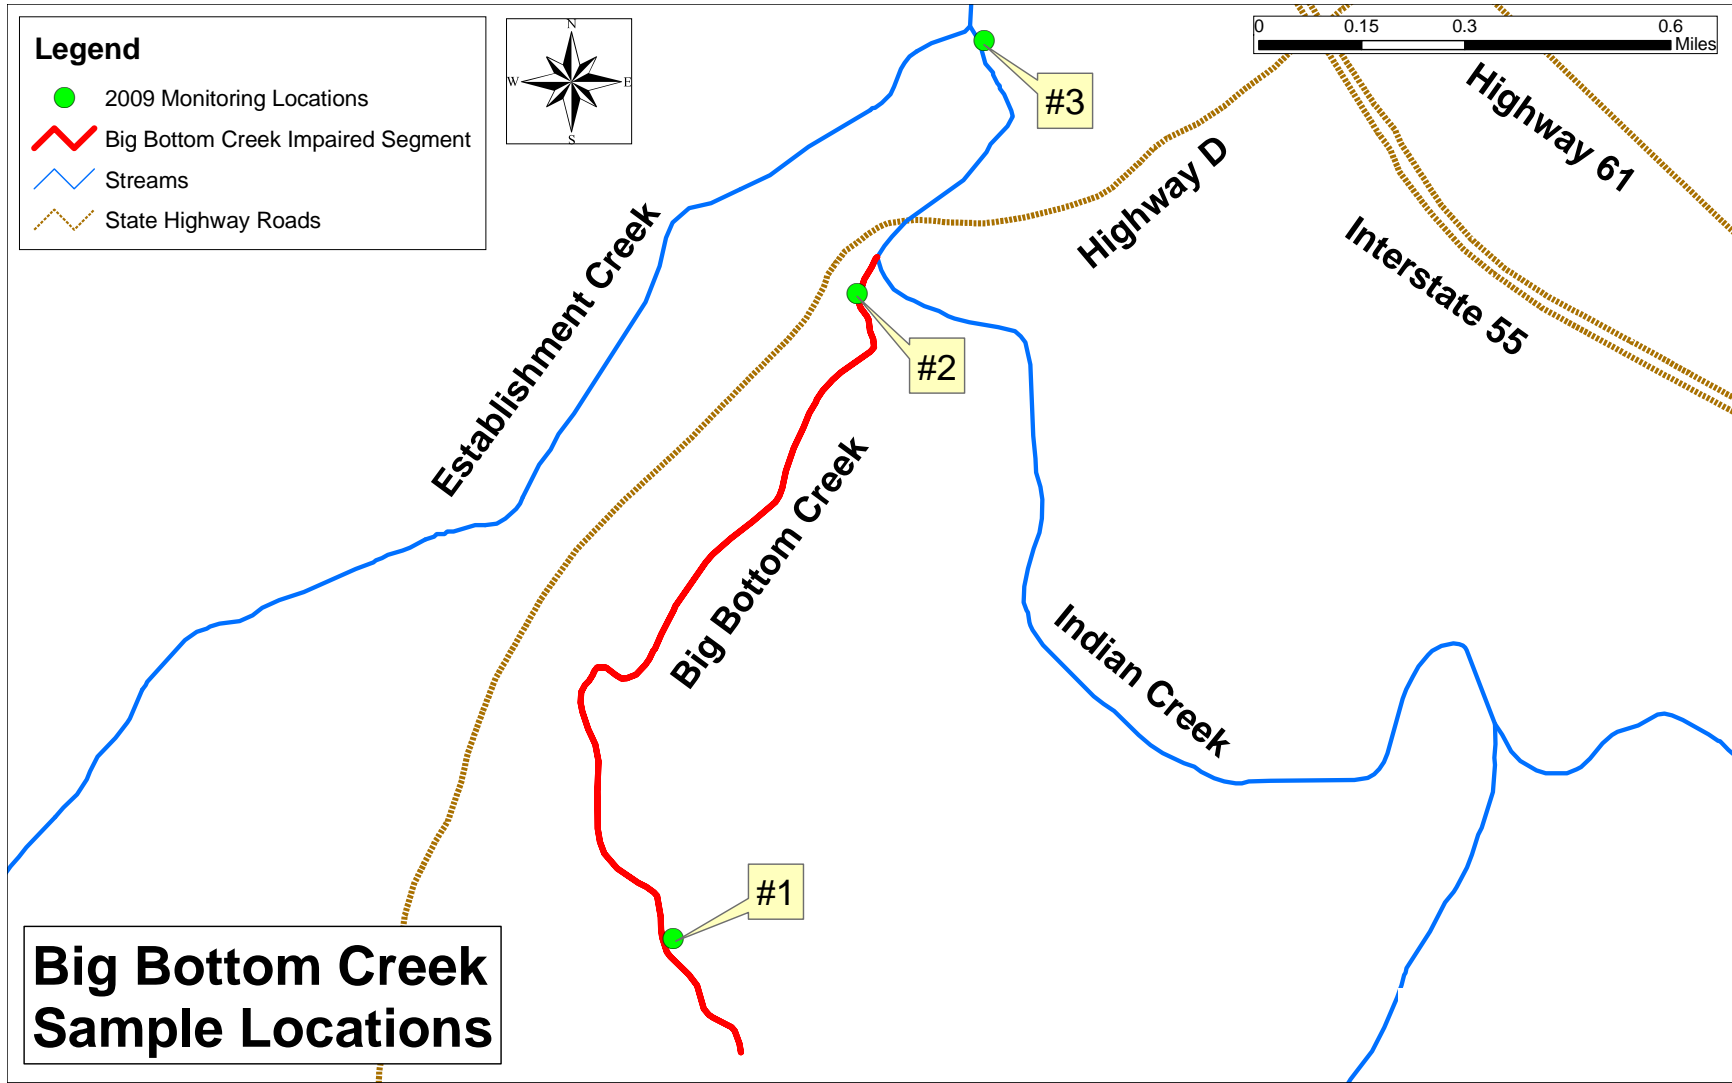 Legend
2009 Monitoring Locations
Big Bottom Creek Impaired Segment
Streams
State Highway Roads
N
W
E
S
0 0.15 0.3 0.6
Miles
#3
Highway 61
Highway D
Interstate 55
Establishment Creek
#2
Big Bottom Creek
Indian Creek
#1
Big Bottom Creek
Sample Locations